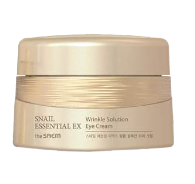 SNAIL
ESSENTIAL EX
Wrinkle Solution
Eye Cream
the SAEM